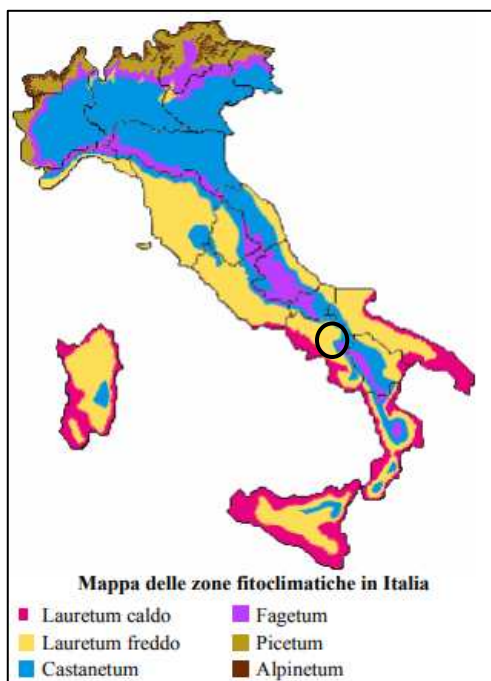 Mappa delle zone fitoclimatiche in Italia
Lauretum caldo
Lauretum freddo
Castanetum
Fagetum
Picetum
Alpinetum